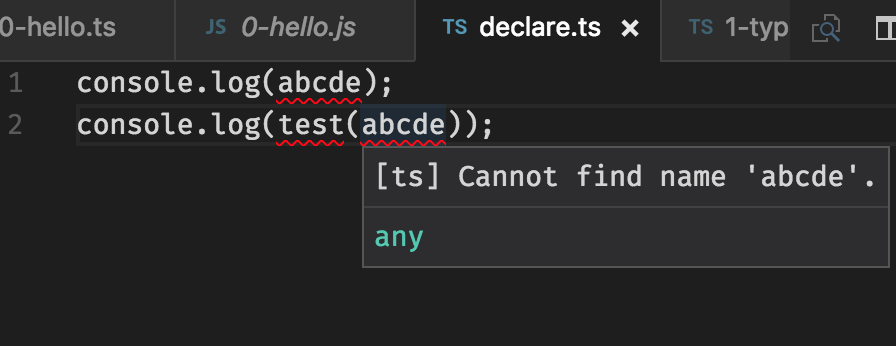 0-hello.ts JS 0-hello.js TS declare.ts × TS 1-typ
1 console.log(abcde);
2 console.log(test(abcde));
[ts] Cannot find name 'abcde'.
any